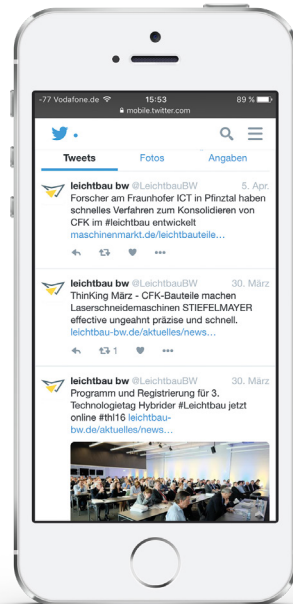 -77 Vodafone.de 15:53 89 %
mobile.twitter.com
Tweets Fotos Angaben
leichtbau bw @LeichtbauBW 5. Apr.
Forscher am Fraunhofer ICT in Pfinztal haben
schnelles Verfahren zum Konsolidieren von
CFK im #leichtbau entwickelt
maschinenmarkt.de/leichtbauteile…
leichtbau bw @LeichtbauBW 30. März
ThinKing März - CFK-Bauteile machen
Laserschneidemaschinen STIEFELMAYER
effective ungeahnt präzise und schnell.
leichtbau-bw.de/aktuelles/news…
1
leichtbau bw @LeichtbauBW 30. März
Programm und Registrierung für 3.
Technologietag Hybrider #Leichtbau jetzt
online #thl16 leichtbau-
bw.de/aktuelles/news…